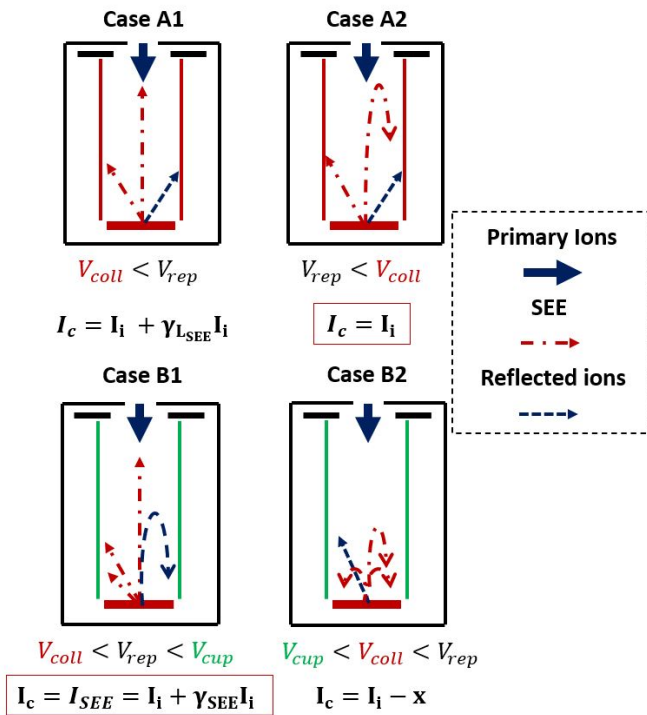 Case A1
Case A2
V_coll < V_rep
V_rep < V_coll
I_c = I_i + γ_L_SEE I_i
I_c = I_i
Primary Ions
SEE
Reflected ions
Case B1
Case B2
V_coll < V_rep < V_cup
V_cup < V_coll < V_rep
I_c = I_SEE = I_i + γ_SEE I_i
I_c = I_i − x